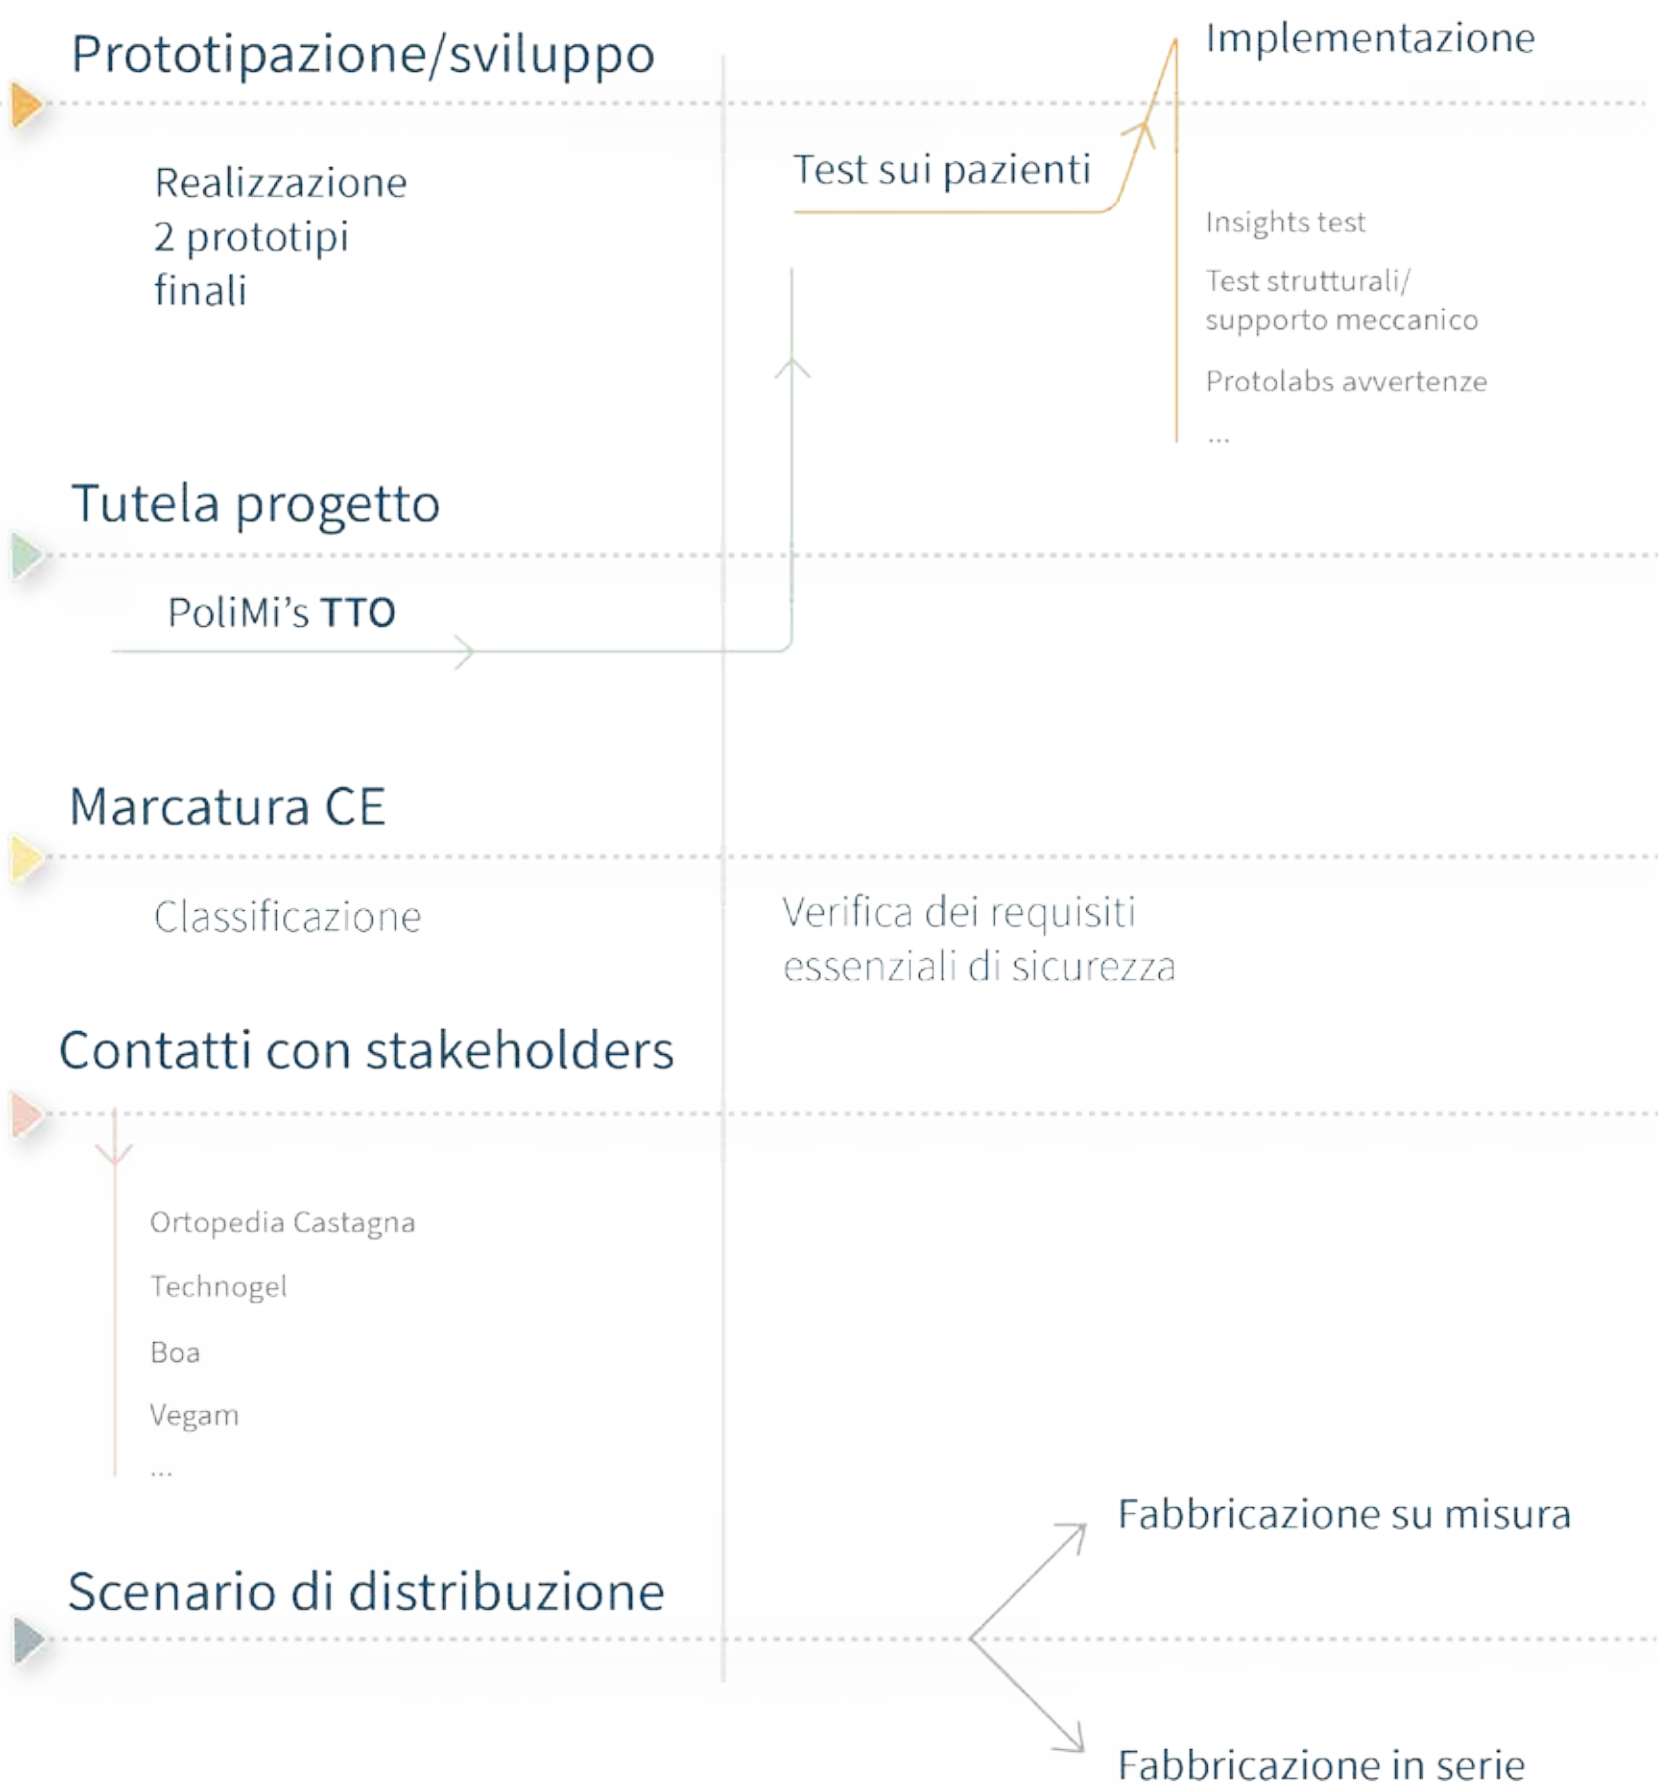 Prototipazione/sviluppo
Implementazione
Realizzazione
2 prototipi
finali
Test sui pazienti
Insights test
Test strutturali/
supporto meccanico
Protolabs avvertenze
...
Tutela progetto
PoliMi's TTO
Marcatura CE
Classificazione
Verifica dei requisiti
essenziali di sicurezza
Contatti con stakeholders
Ortopedia Castagna
Technogel
Boa
Vegam
...
Scenario di distribuzione
Fabbricazione su misura
Fabbricazione in serie